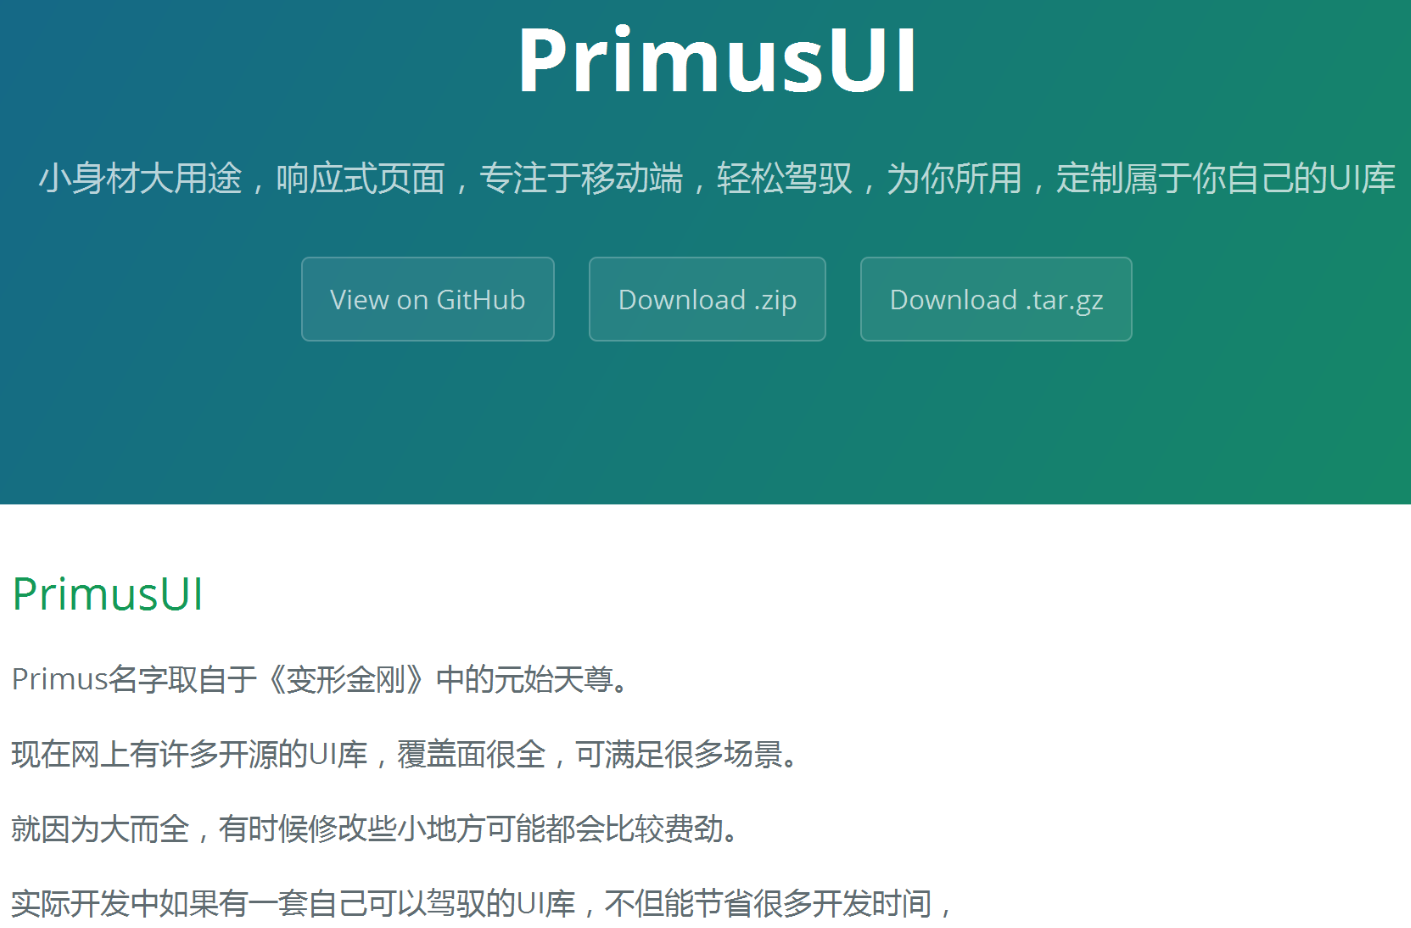 PrimusUI
小身材大用途，响应式页面，专注于移动端，轻松驾驭，为你所用，定制属于你自己的UI库
View on GitHub
Download .zip
Download .tar.gz
PrimusUI
Primus名字取自于《变形金刚》中的元始天尊。
现在网上有许多开源的UI库，覆盖面很全，可满足很多场景。
就因为大而全，有时候修改些小地方可能都会比较费劲。
实际开发中如果有一套自己可以驾驭的UI库，不但能节省很多开发时间，